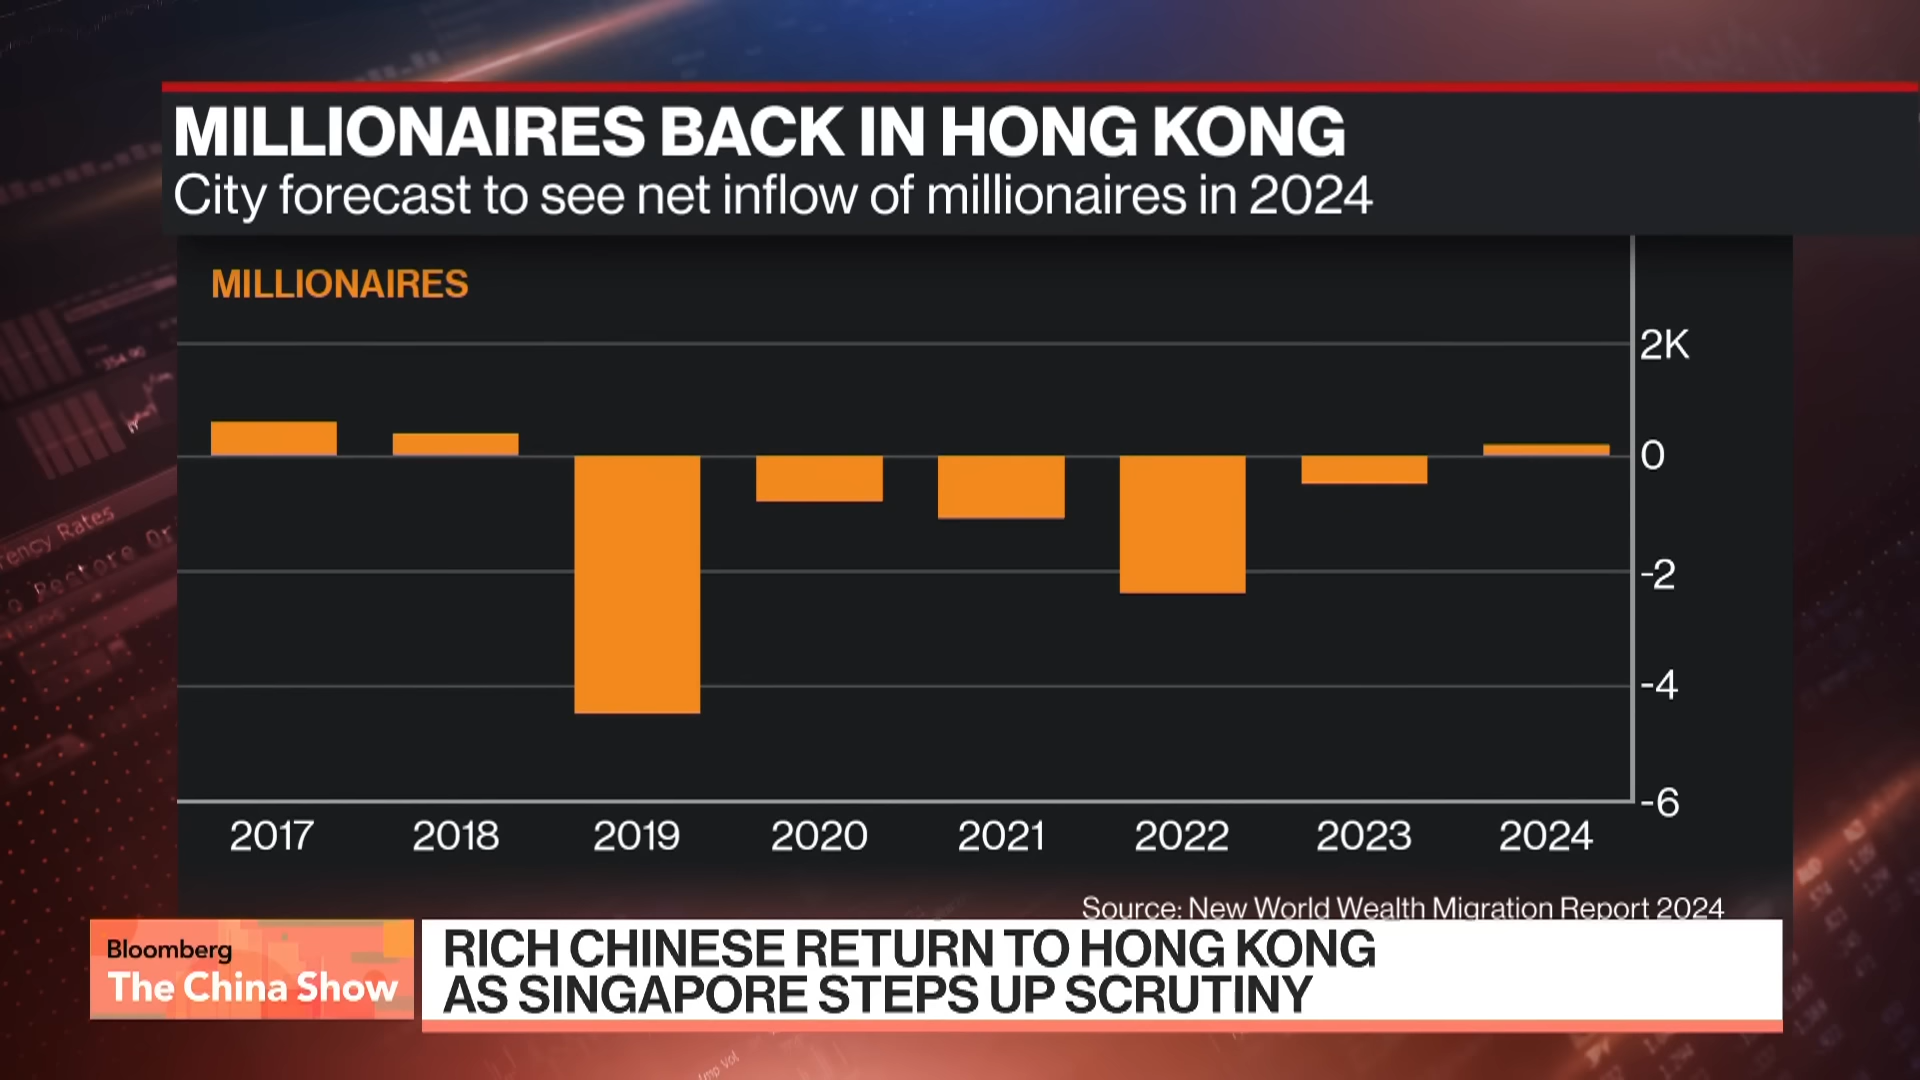 MILLIONAIRES BACK IN HONG KONG
City forecast to see net inflow of millionaires in 2024
MILLIONAIRES
2K
0
-2
-4
-6
2017 2018 2019 2020 2021 2022 2023 2024
Source: New World Wealth Migration Report 2024
Bloomberg
The China Show
RICH CHINESE RETURN TO HONG KONG
AS SINGAPORE STEPS UP SCRUTINY